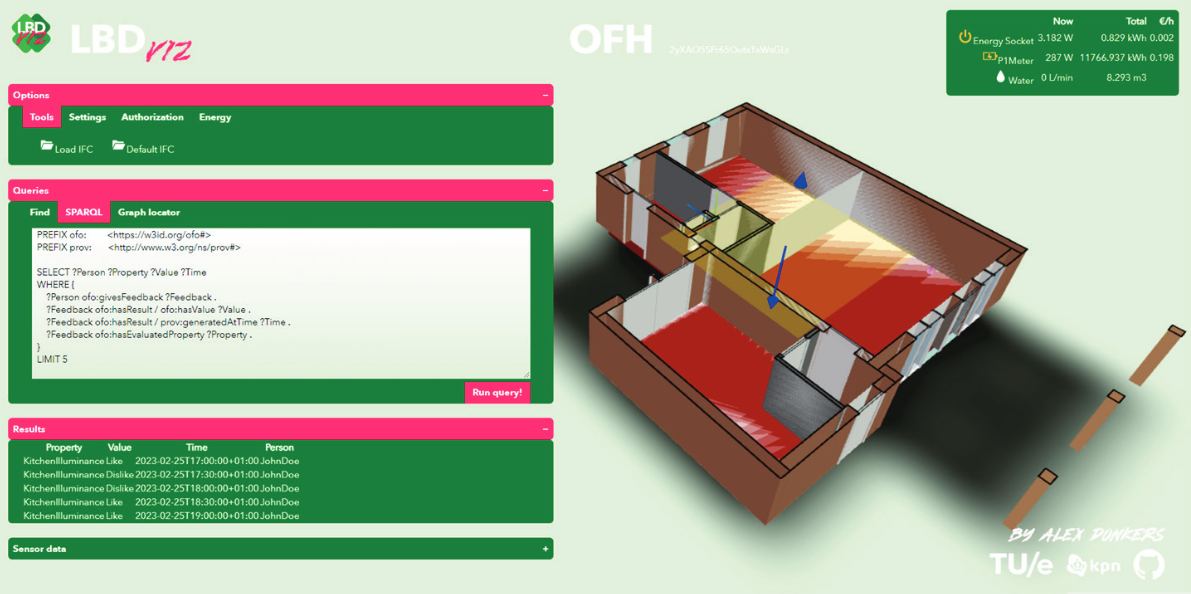 LBD
viz
LBD
viz
OFH
Now Total €/h
Energy Socket 3.182 W 0.829 kWh 0.002
P1Meter 287 W 11766.937 kWh 0.198
Water 0 L/min 8.293 m3
Options −
Tools Settings Authorization Energy
Load IFC Default IFC
Queries −
Find SPARQL Graph locator
PREFIX ofo: <https://w3id.org/ofo#>
PREFIX prov: <http://www.w3.org/ns/prov#>
SELECT ?Person ?Property ?Value ?Time
WHERE {
?Person ofo:givesFeedback ?Feedback .
?Feedback ofo:hasResult / ofo:hasValue ?Value .
?Feedback ofo:hasResult / prov:generatedAtTime ?Time .
?Feedback ofo:hasEvaluatedProperty ?Property .
}
LIMIT 5
Run query!
Results −
Property Value Time Person
KitchenIlluminance Like 2023-02-25T17:00:00+01:00 JohnDoe
KitchenIlluminance Dislike 2023-02-25T17:30:00+01:00 JohnDoe
KitchenIlluminance Dislike 2023-02-25T18:00:00+01:00 JohnDoe
KitchenIlluminance Like 2023-02-25T18:30:00+01:00 JohnDoe
KitchenIlluminance Like 2023-02-25T19:00:00+01:00 JohnDoe
Sensor data +
BY ALEX DONKERS
TU/e kpn